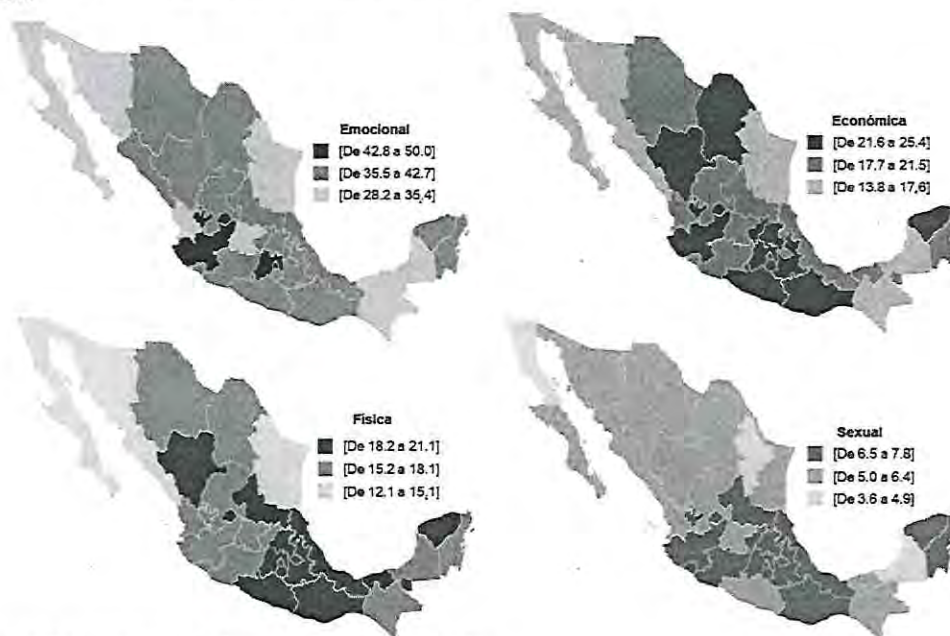 Emocional
[De 42.8 a 50.0]
[De 35.5 a 42.7]
[De 28.2 a 35.4]
Económica
[De 21.6 a 25.4]
[De 17.7 a 21.5]
[De 13.8 a 17,6]
Física
[De 18.2 a 21.1]
[De 15.2 a 18.1]
[De 12.1 a 15,1]
Sexual
[De 6.5 a 7.8]
[De 5.0 a 6.4]
[De 3.6 a 4.9]